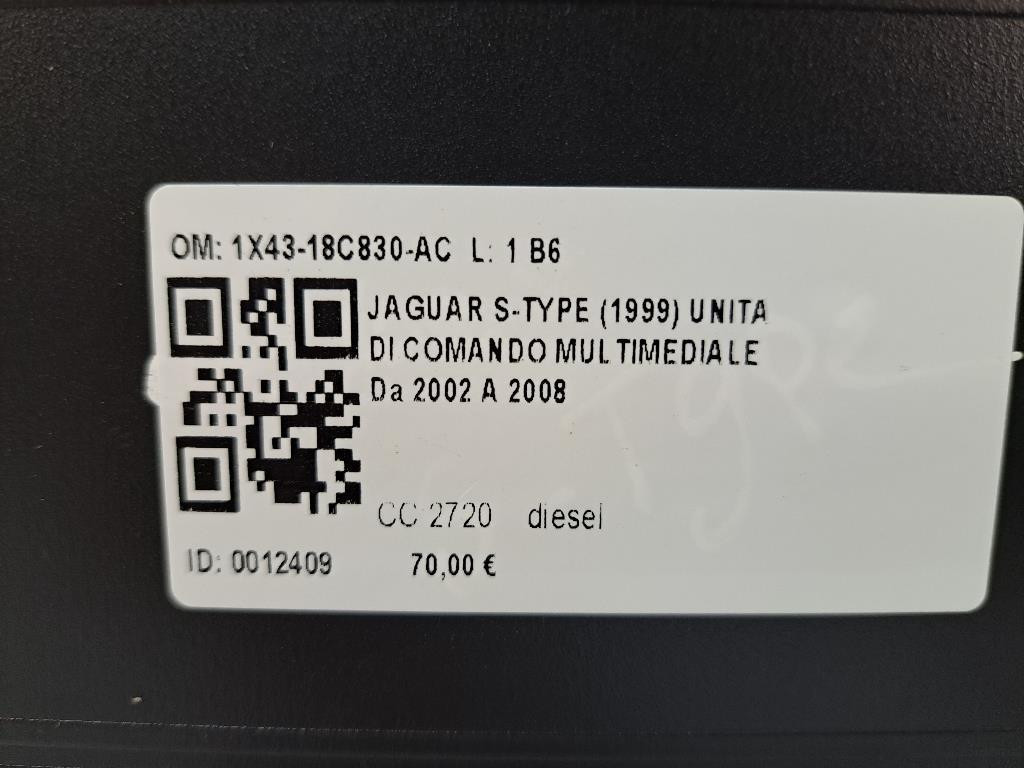 OM: 1X43-18C830-AC L: 1 B6
JAGUAR S-TYPE (1999) UNITA
DI COMANDO MULTIMEDIALE
Da 2002 A 2008
CC 2720 diesel
ID: 0012409 70,00 €